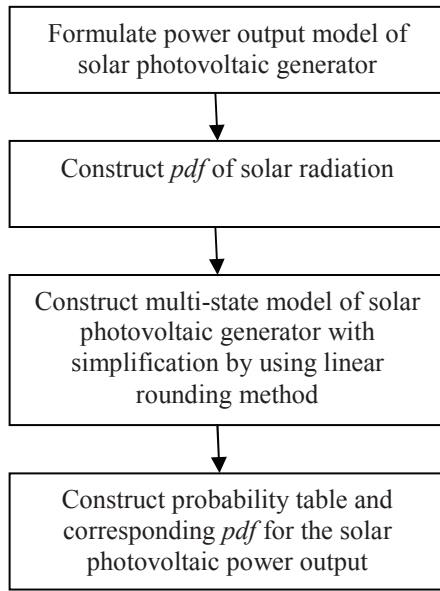 Formulate power output model of
solar photovoltaic generator
Construct pdf of solar radiation
Construct multi-state model of solar
photovoltaic generator with
simplification by using linear
rounding method
Construct probability table and
corresponding pdf for the solar
photovoltaic power output